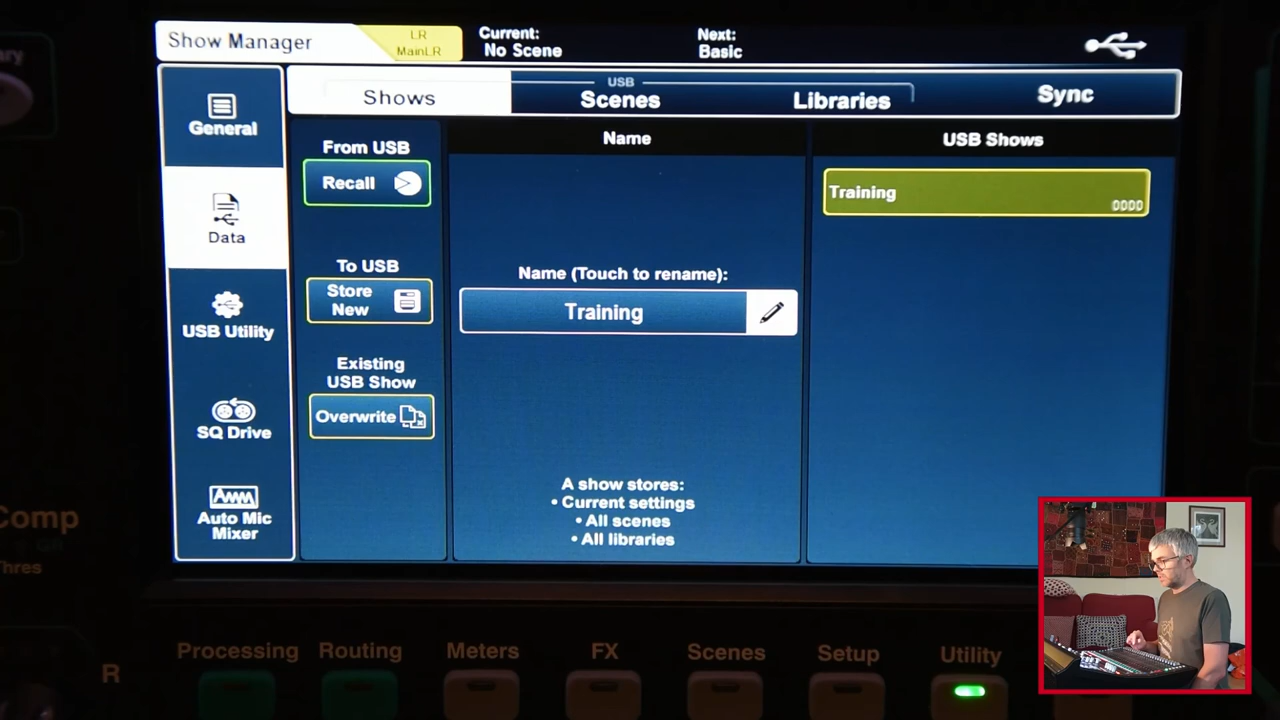 Show Manager
LR
MainLR
Current:
No Scene
Next:
Basic
General
Data
USB Utility
SQ Drive
Auto Mic
Mixer
Shows
USB
Scenes
Libraries
Sync
From USB
Recall
To USB
Store
New
Existing
USB Show
Overwrite
Name
Name (Touch to rename):
Training
A show stores:
• Current settings
• All scenes
• All libraries
USB Shows
Training
0000
Comp
Thres
R
Processing
Routing
Meters
FX
Scenes
Setup
Utility